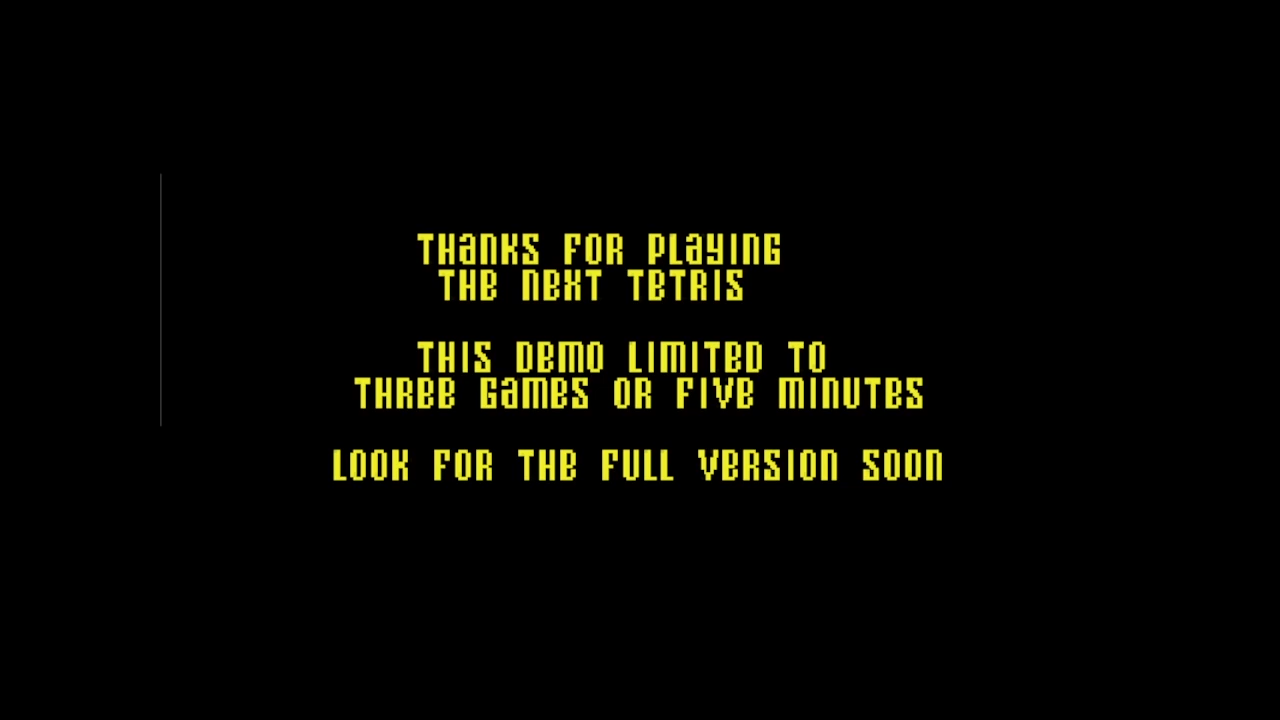 THANKS FOR PLAYING
THE NEXT TETRIS
THIS DEMO LIMITED TO
THREE GAMES OR FIVE MINUTES
LOOK FOR THE FULL VERSION SOON